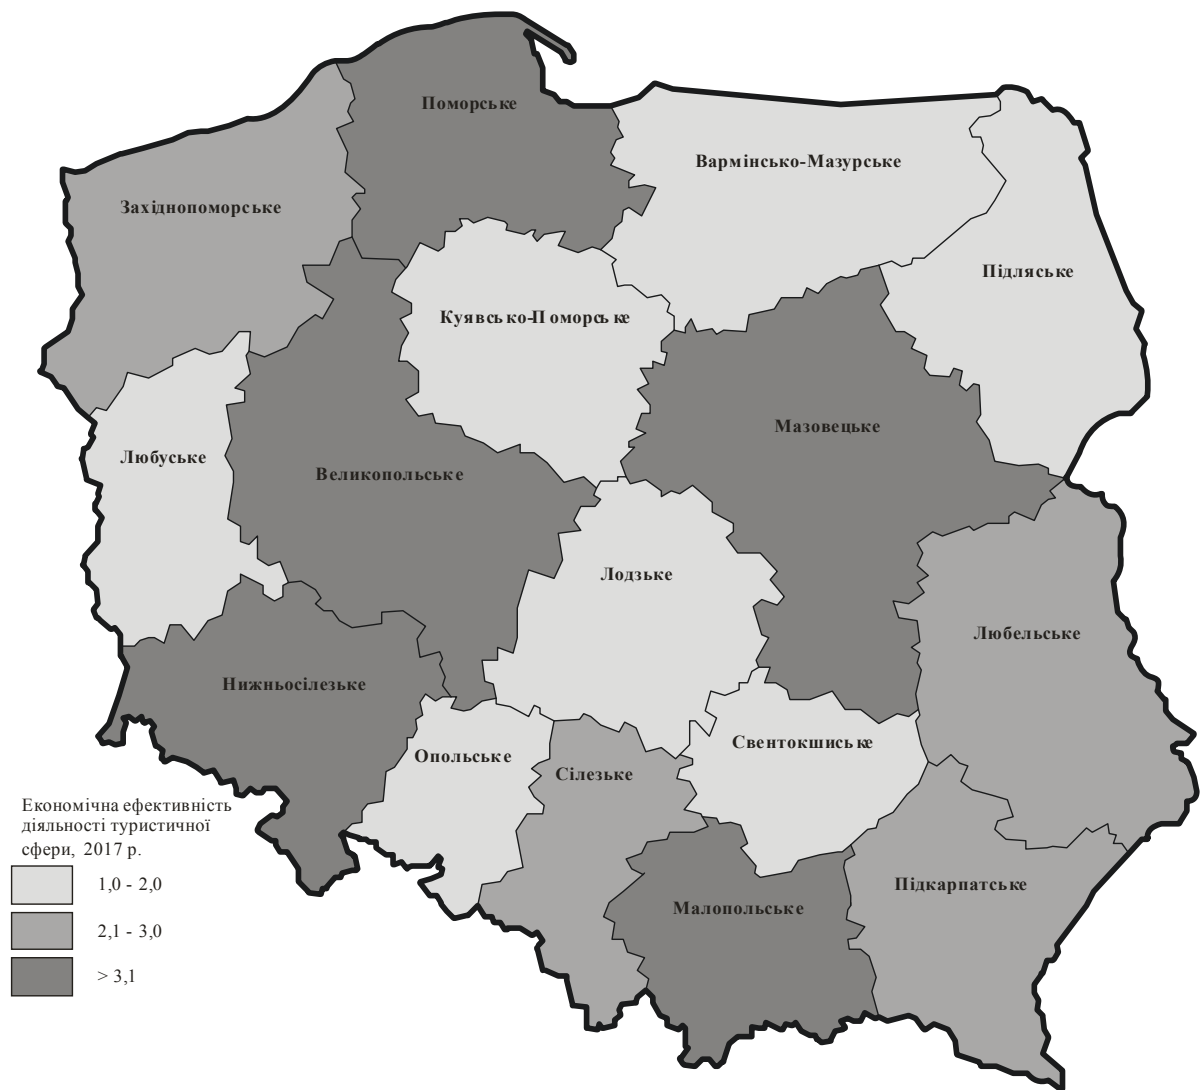 Поморське
Вармінсько-Мазурське
Західнопоморське
Підляське
Куявсько-Поморське
Мазовецьке
Любуське
Великопольське
Лодзьке
Любельське
Нижньосілезьке
Свентокшиське
Опольське
Сілезьке
Підкарпатське
Малопольське
Економічна ефективність
діяльності туристичної
сфери, 2017 р.
1,0 - 2,0
2,1 - 3,0
> 3,1